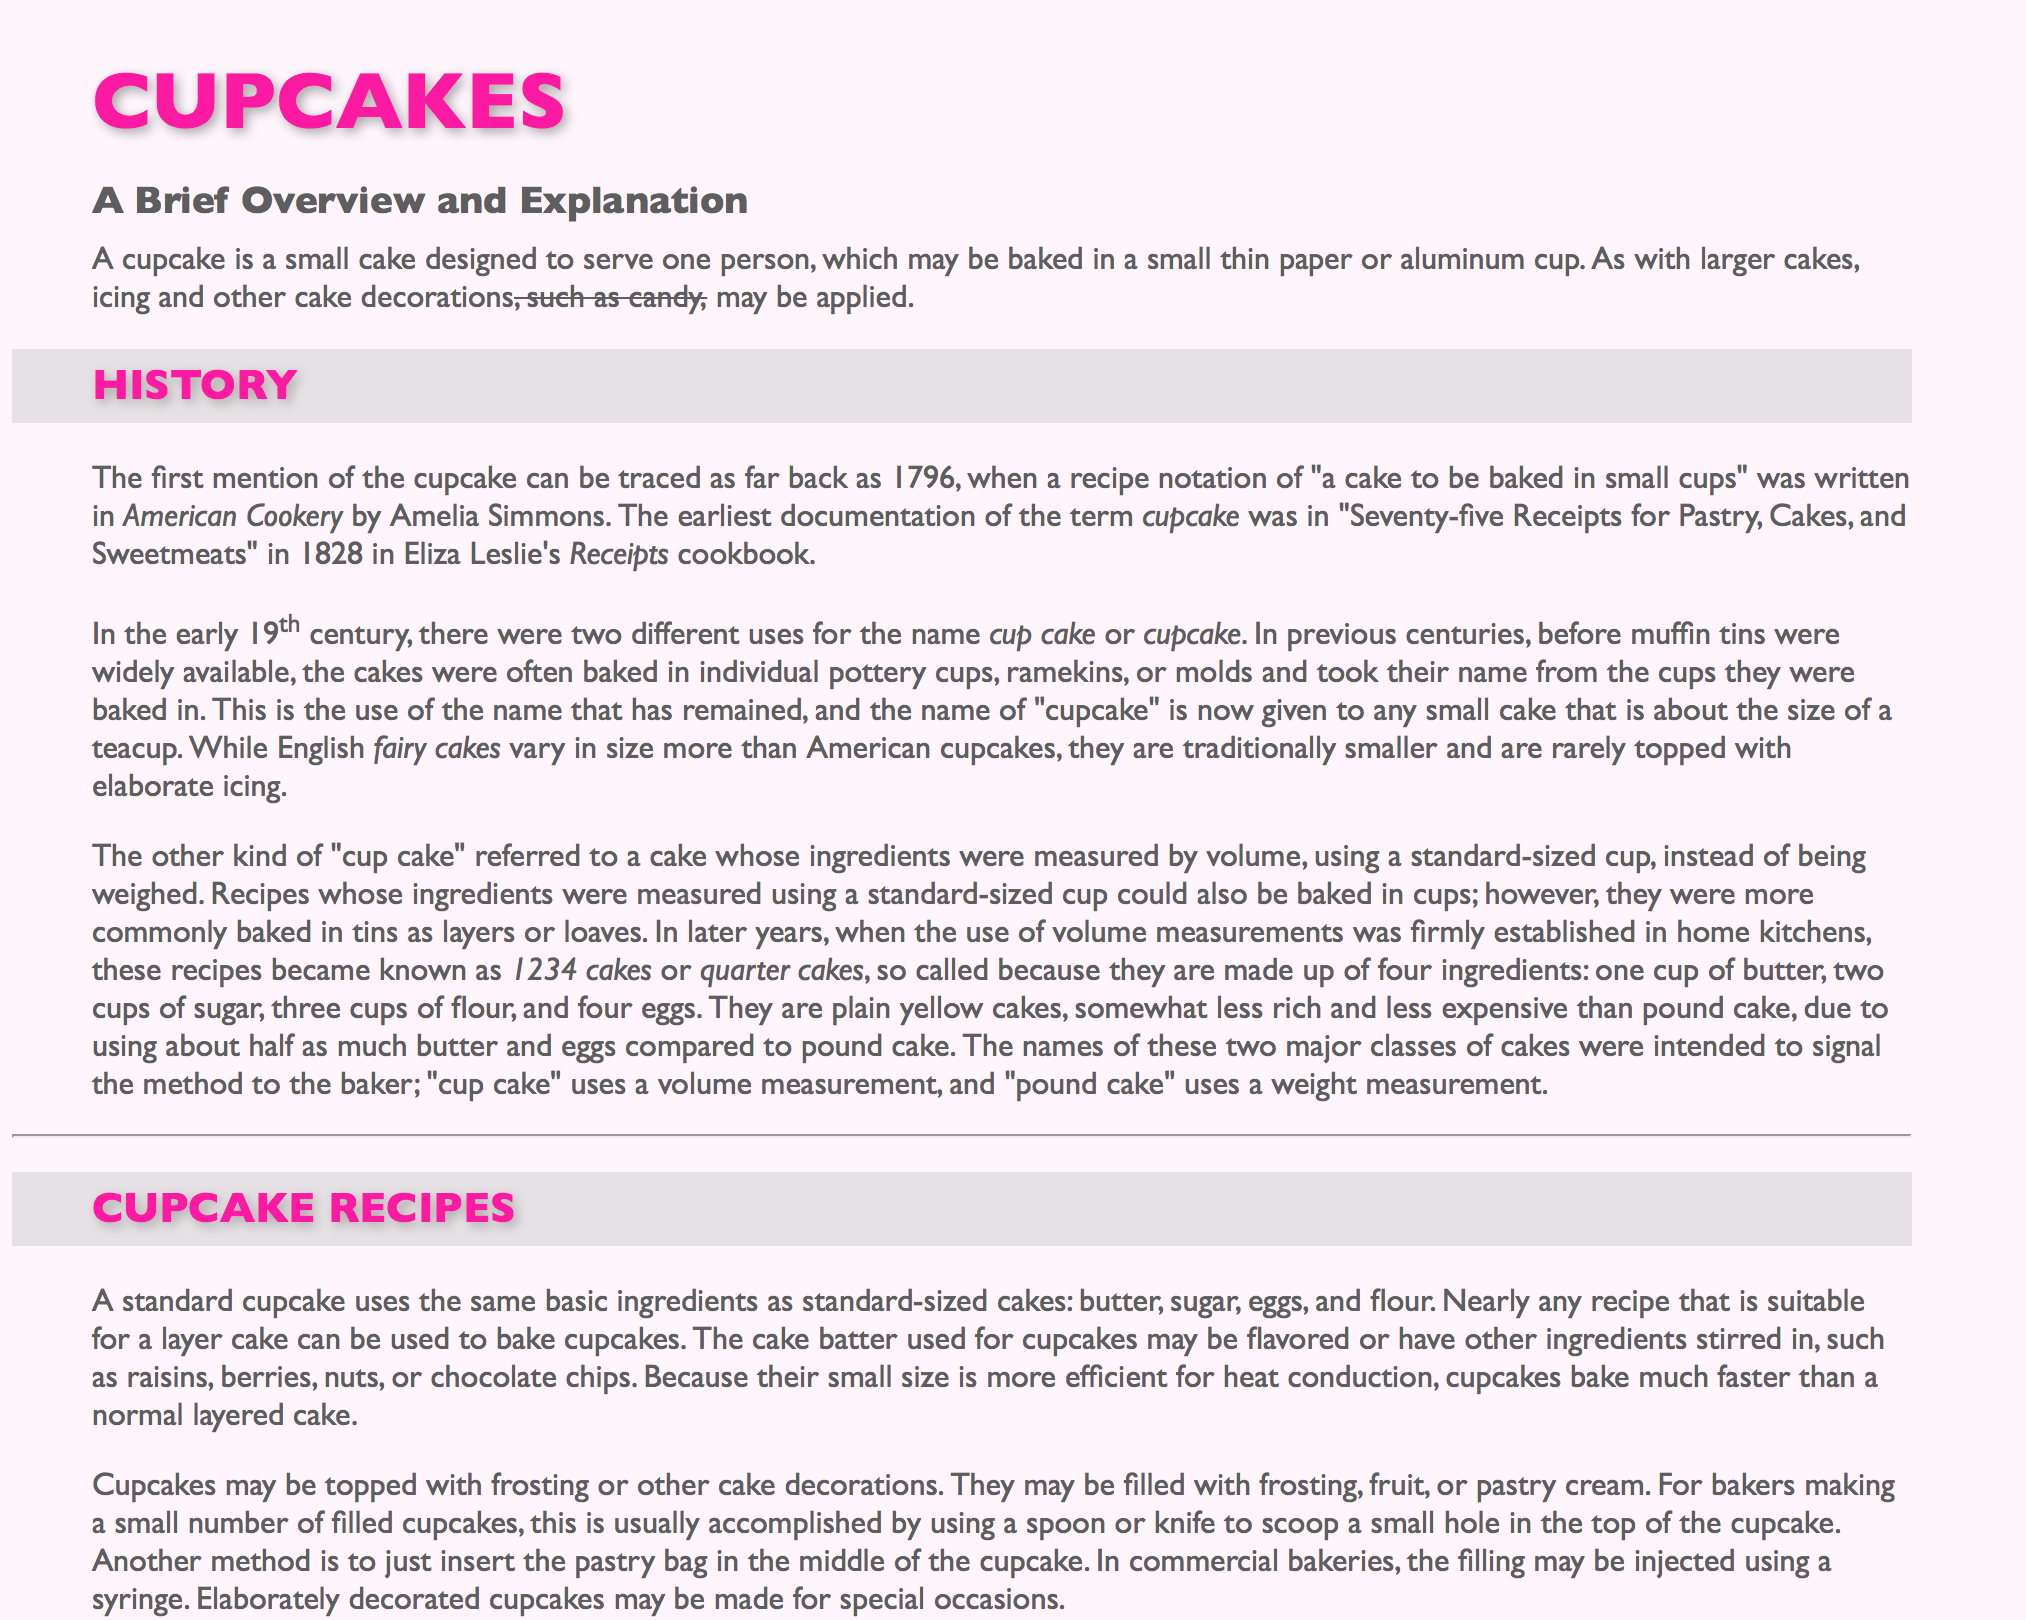 CUPCAKES
A Brief Overview and Explanation
A cupcake is a small cake designed to serve one person, which may be baked in a small thin paper or aluminum cup. As with larger cakes,
icing and other cake decorations, such as candy, may be applied.
HISTORY
The first mention of the cupcake can be traced as far back as 1796, when a recipe notation of "a cake to be baked in small cups" was written
in American Cookery by Amelia Simmons. The earliest documentation of the term cupcake was in "Seventy-five Receipts for Pastry, Cakes, and
Sweetmeats" in 1828 in Eliza Leslie's Receipts cookbook.
In the early 19th century, there were two different uses for the name cup cake or cupcake. In previous centuries, before muffin tins were
widely available, the cakes were often baked in individual pottery cups, ramekins, or molds and took their name from the cups they were
baked in. This is the use of the name that has remained, and the name of "cupcake" is now given to any small cake that is about the size of a
teacup. While English fairy cakes vary in size more than American cupcakes, they are traditionally smaller and are rarely topped with
elaborate icing.
The other kind of "cup cake" referred to a cake whose ingredients were measured by volume, using a standard-sized cup, instead of being
weighed. Recipes whose ingredients were measured using a standard-sized cup could also be baked in cups; however, they were more
commonly baked in tins as layers or loaves. In later years, when the use of volume measurements was firmly established in home kitchens,
these recipes became known as 1234 cakes or quarter cakes, so called because they are made up of four ingredients: one cup of butter, two
cups of sugar, three cups of flour, and four eggs. They are plain yellow cakes, somewhat less rich and less expensive than pound cake, due to
using about half as much butter and eggs compared to pound cake. The names of these two major classes of cakes were intended to signal
the method to the baker; "cup cake" uses a volume measurement, and "pound cake" uses a weight measurement.
CUPCAKE RECIPES
A standard cupcake uses the same basic ingredients as standard-sized cakes: butter, sugar, eggs, and flour. Nearly any recipe that is suitable
for a layer cake can be used to bake cupcakes. The cake batter used for cupcakes may be flavored or have other ingredients stirred in, such
as raisins, berries, nuts, or chocolate chips. Because their small size is more efficient for heat conduction, cupcakes bake much faster than a
normal layered cake.
Cupcakes may be topped with frosting or other cake decorations. They may be filled with frosting, fruit, or pastry cream. For bakers making
a small number of filled cupcakes, this is usually accomplished by using a spoon or knife to scoop a small hole in the top of the cupcake.
Another method is to just insert the pastry bag in the middle of the cupcake. In commercial bakeries, the filling may be injected using a
syringe. Elaborately decorated cupcakes may be made for special occasions.